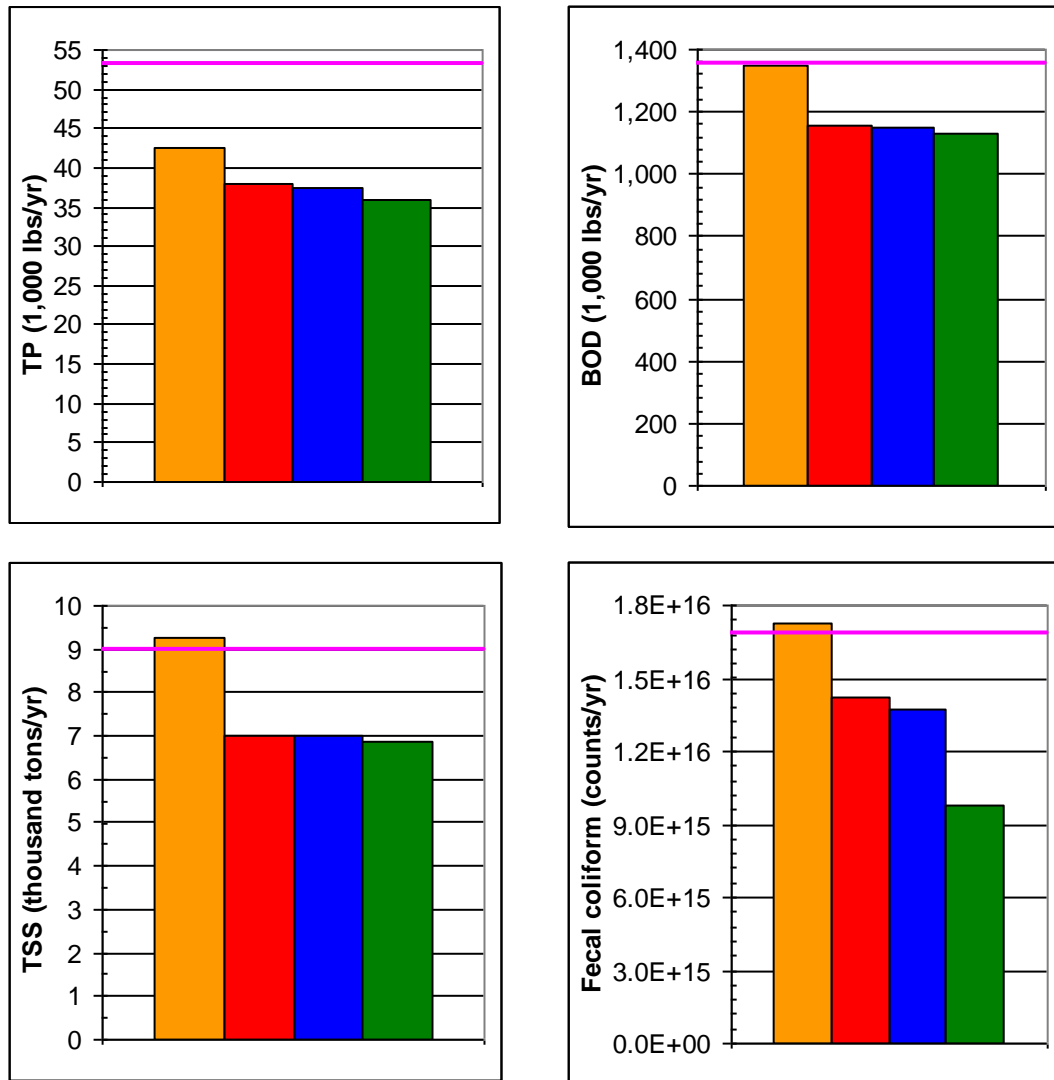 TP (1,000 lbs/yr)
55
50
45
40
35
30
25
20
15
10
5
0
BOD (1,000 lbs/yr)
1,400
1,200
1,000
800
600
400
200
0
TSS (thousand tons/yr)
10
9
8
7
6
5
4
3
2
1
0
Fecal coliform (counts/yr)
1.8E+16
1.5E+16
1.2E+16
9.0E+15
6.0E+15
3.0E+15
0.0E+00